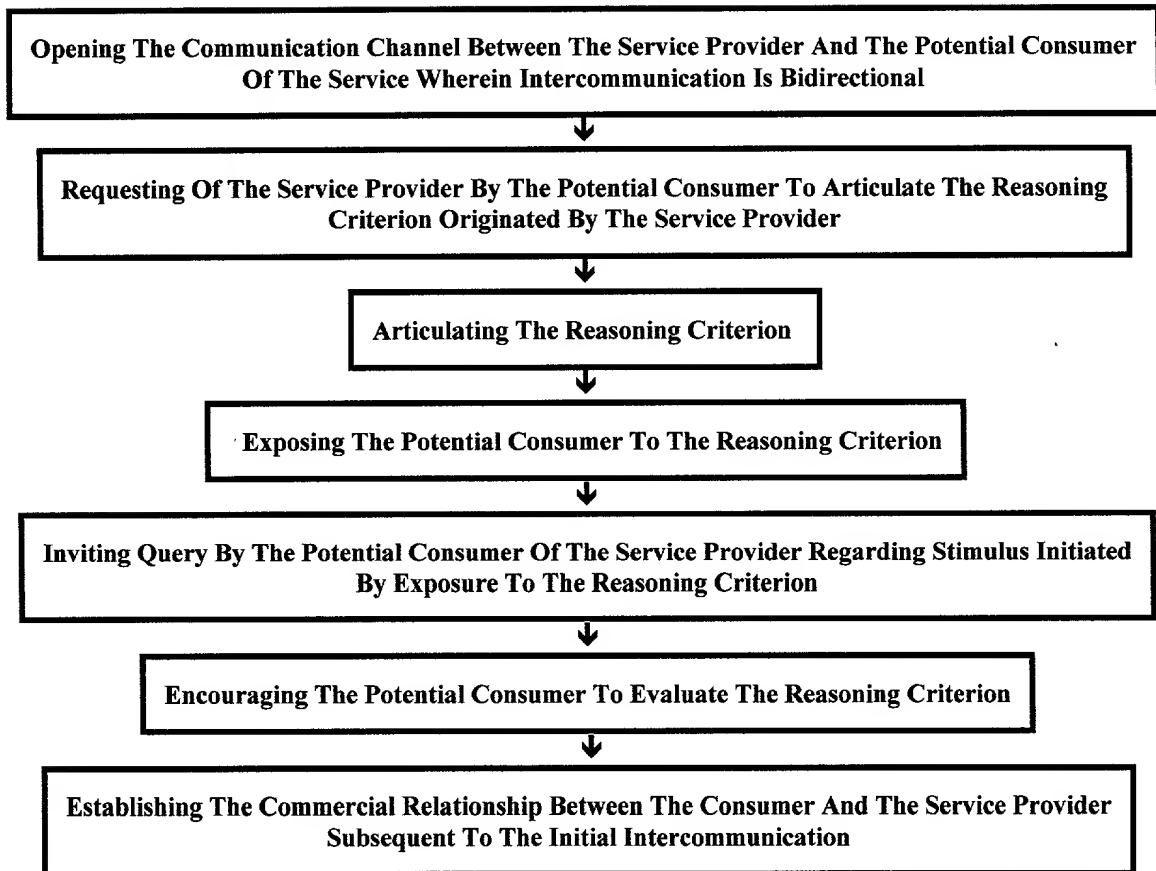 Opening The Communication Channel Between The Service Provider And The Potential Consumer
Of The Service Wherein Intercommunication Is Bidirectional
Requesting Of The Service Provider By The Potential Consumer To Articulate The Reasoning
Criterion Originated By The Service Provider
Articulating The Reasoning Criterion
Exposing The Potential Consumer To The Reasoning Criterion
Inviting Query By The Potential Consumer Of The Service Provider Regarding Stimulus Initiated
By Exposure To The Reasoning Criterion
Encouraging The Potential Consumer To Evaluate The Reasoning Criterion
Establishing The Commercial Relationship Between The Consumer And The Service Provider
Subsequent To The Initial Intercommunication